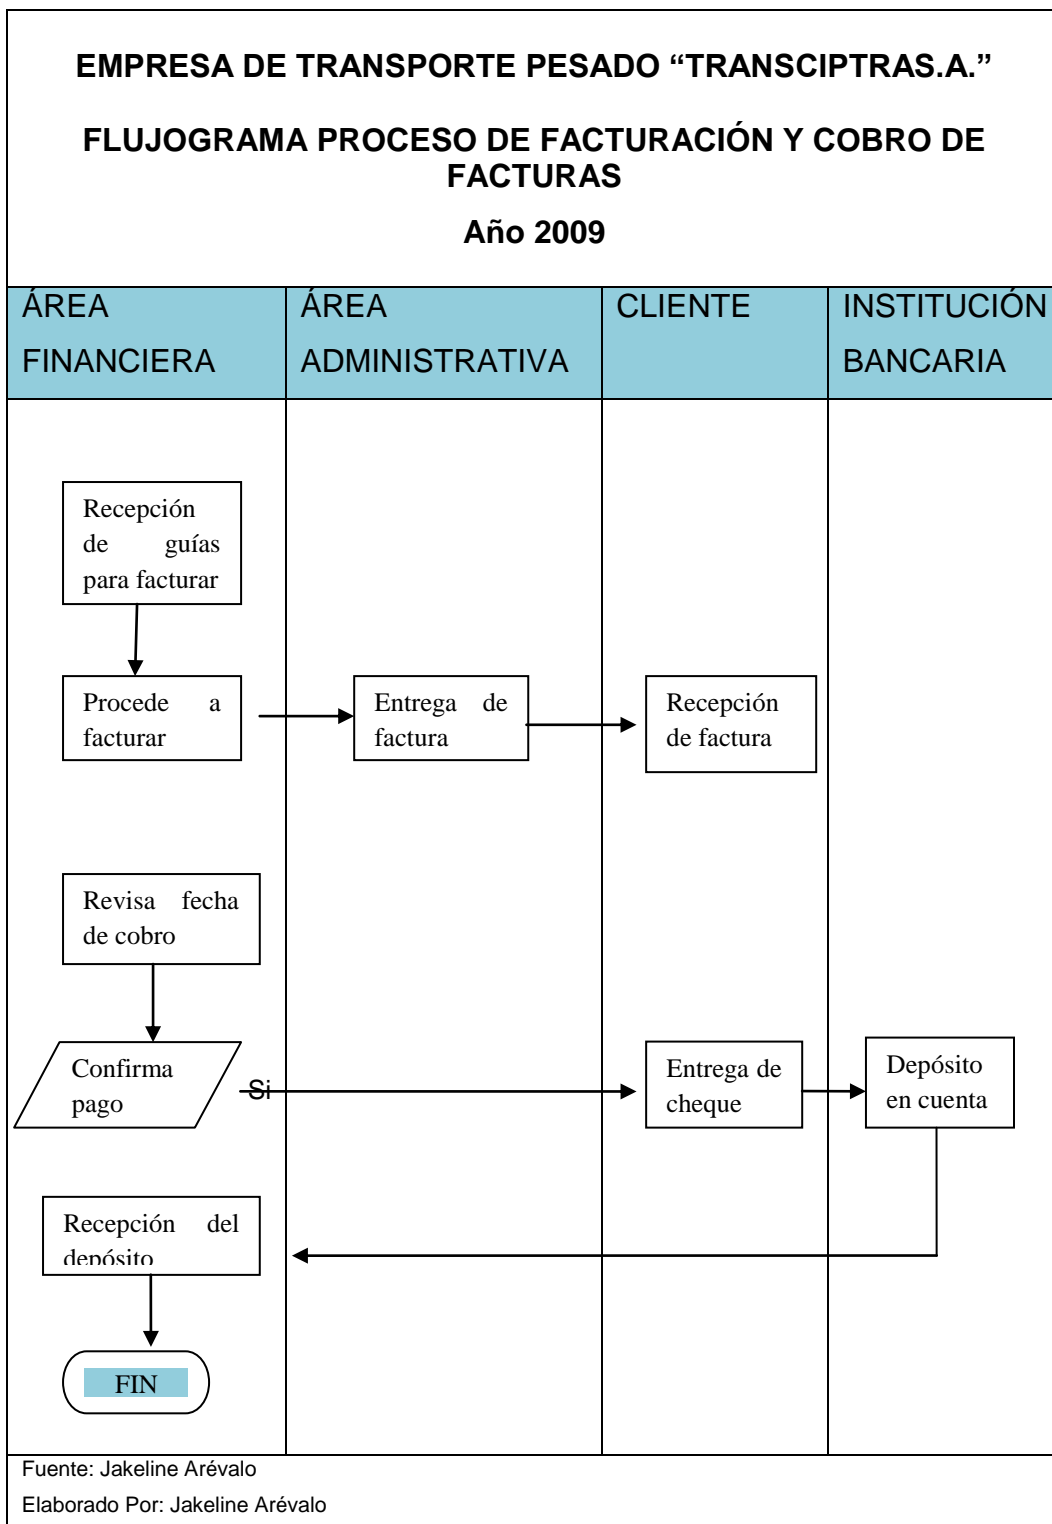 EMPRESA DE TRANSPORTE PESADO “TRANSCIPTRAS.A.”
FLUJOGRAMA PROCESO DE FACTURACIÓN Y COBRO DE
FACTURAS
Año 2009
ÁREA
FINANCIERA
ÁREA
ADMINISTRATIVA
CLIENTE
INSTITUCIÓN
BANCARIA
Recepción
de guías
para facturar
Procede a
facturar
Entrega de
factura
Recepción
de factura
Revisa fecha
de cobro
Confirma
pago
Si
Entrega de
cheque
Depósito
en cuenta
Recepción del
depósito
FIN
Fuente: Jakeline Arévalo
Elaborado Por: Jakeline Arévalo